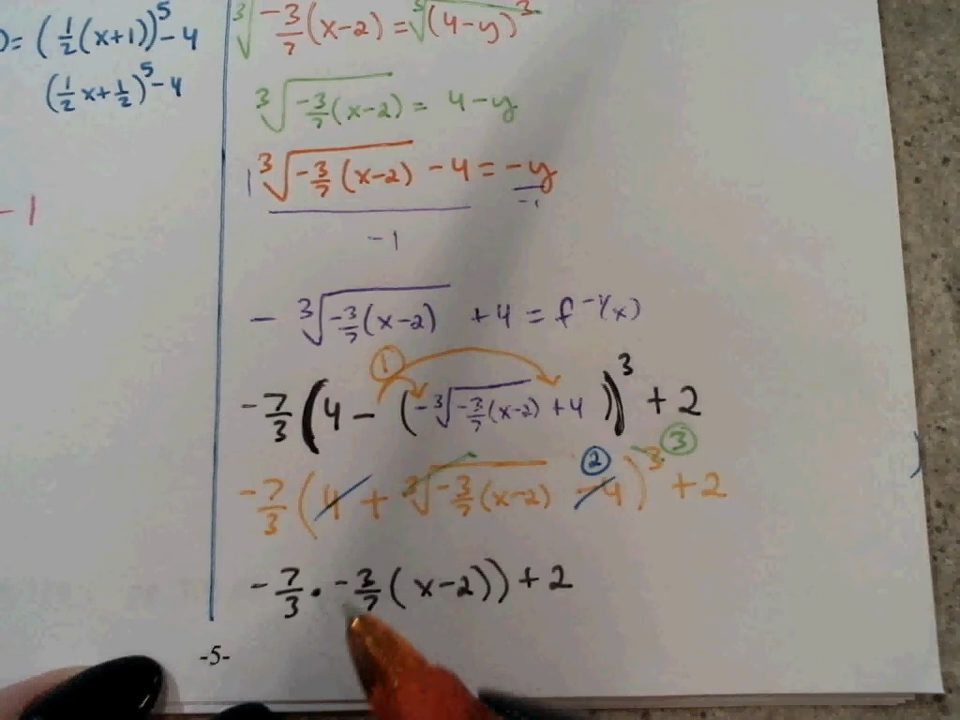 ) = (1/2(x+1))⁵ - 4
(1/2x + 1/2)⁵ - 4
- 1
∛(-3/7(x-2)) = ∛((4-y)³)
∛(-3/7(x-2)) = 4-y
1∛(-3/7(x-2)) - 4 = -y
-1
-1
- ∛(-3/7(x-2)) + 4 = f⁻¹(x)
①
-7/3(4 - (-∛(-3/7(x-2)) + 4))³ + 2
② ③
-7/3(4 + ∛(-3/7(x-2)) - 4)³ + 2
-7/3 · -3/7(x-2)) + 2
-5-